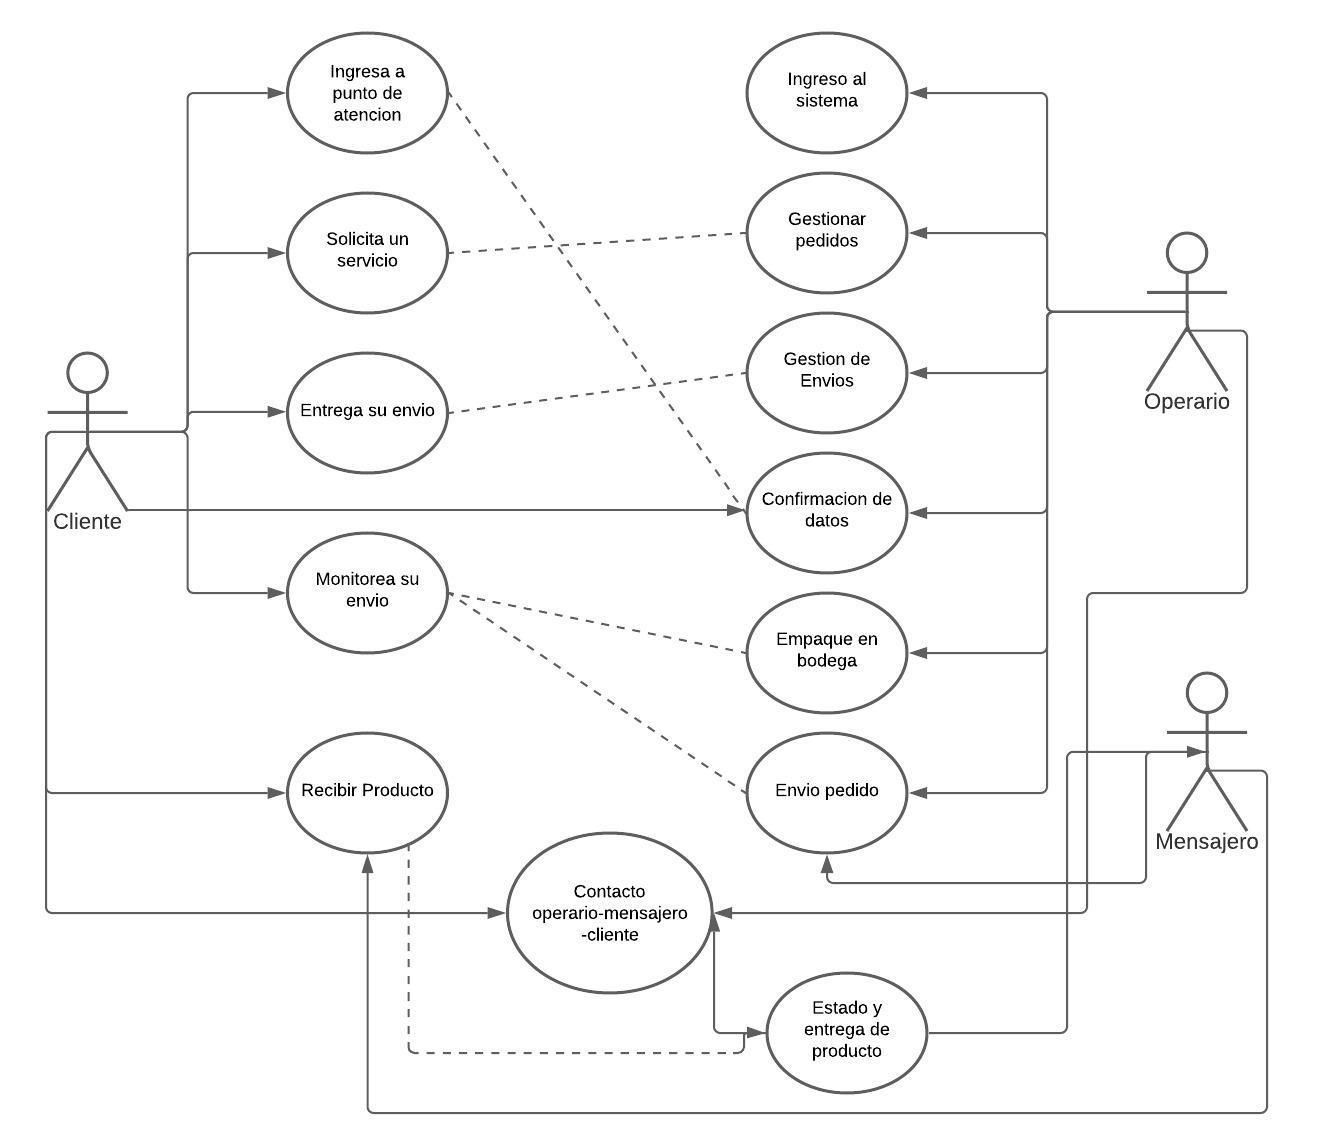 Ingresa a
punto de
atencion
Ingreso al
sistema
Solicita un
servicio
Gestionar
pedidos
Entrega su envio
Gestion de
Envios
Operario
Cliente
Confirmacion de
datos
Monitorea su
envio
Empaque en
bodega
Recibir Producto
Envio pedido
Mensajero
Contacto
operario-mensajero
-cliente
Estado y
entrega de
producto